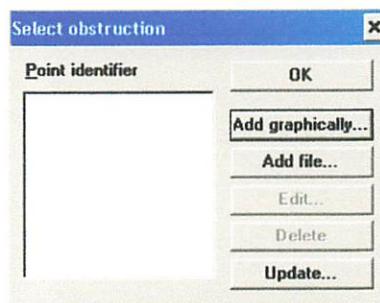 Select obstruction
Point identifier
OK
Add graphically...
Add file...
Edit...
Delete
Update...